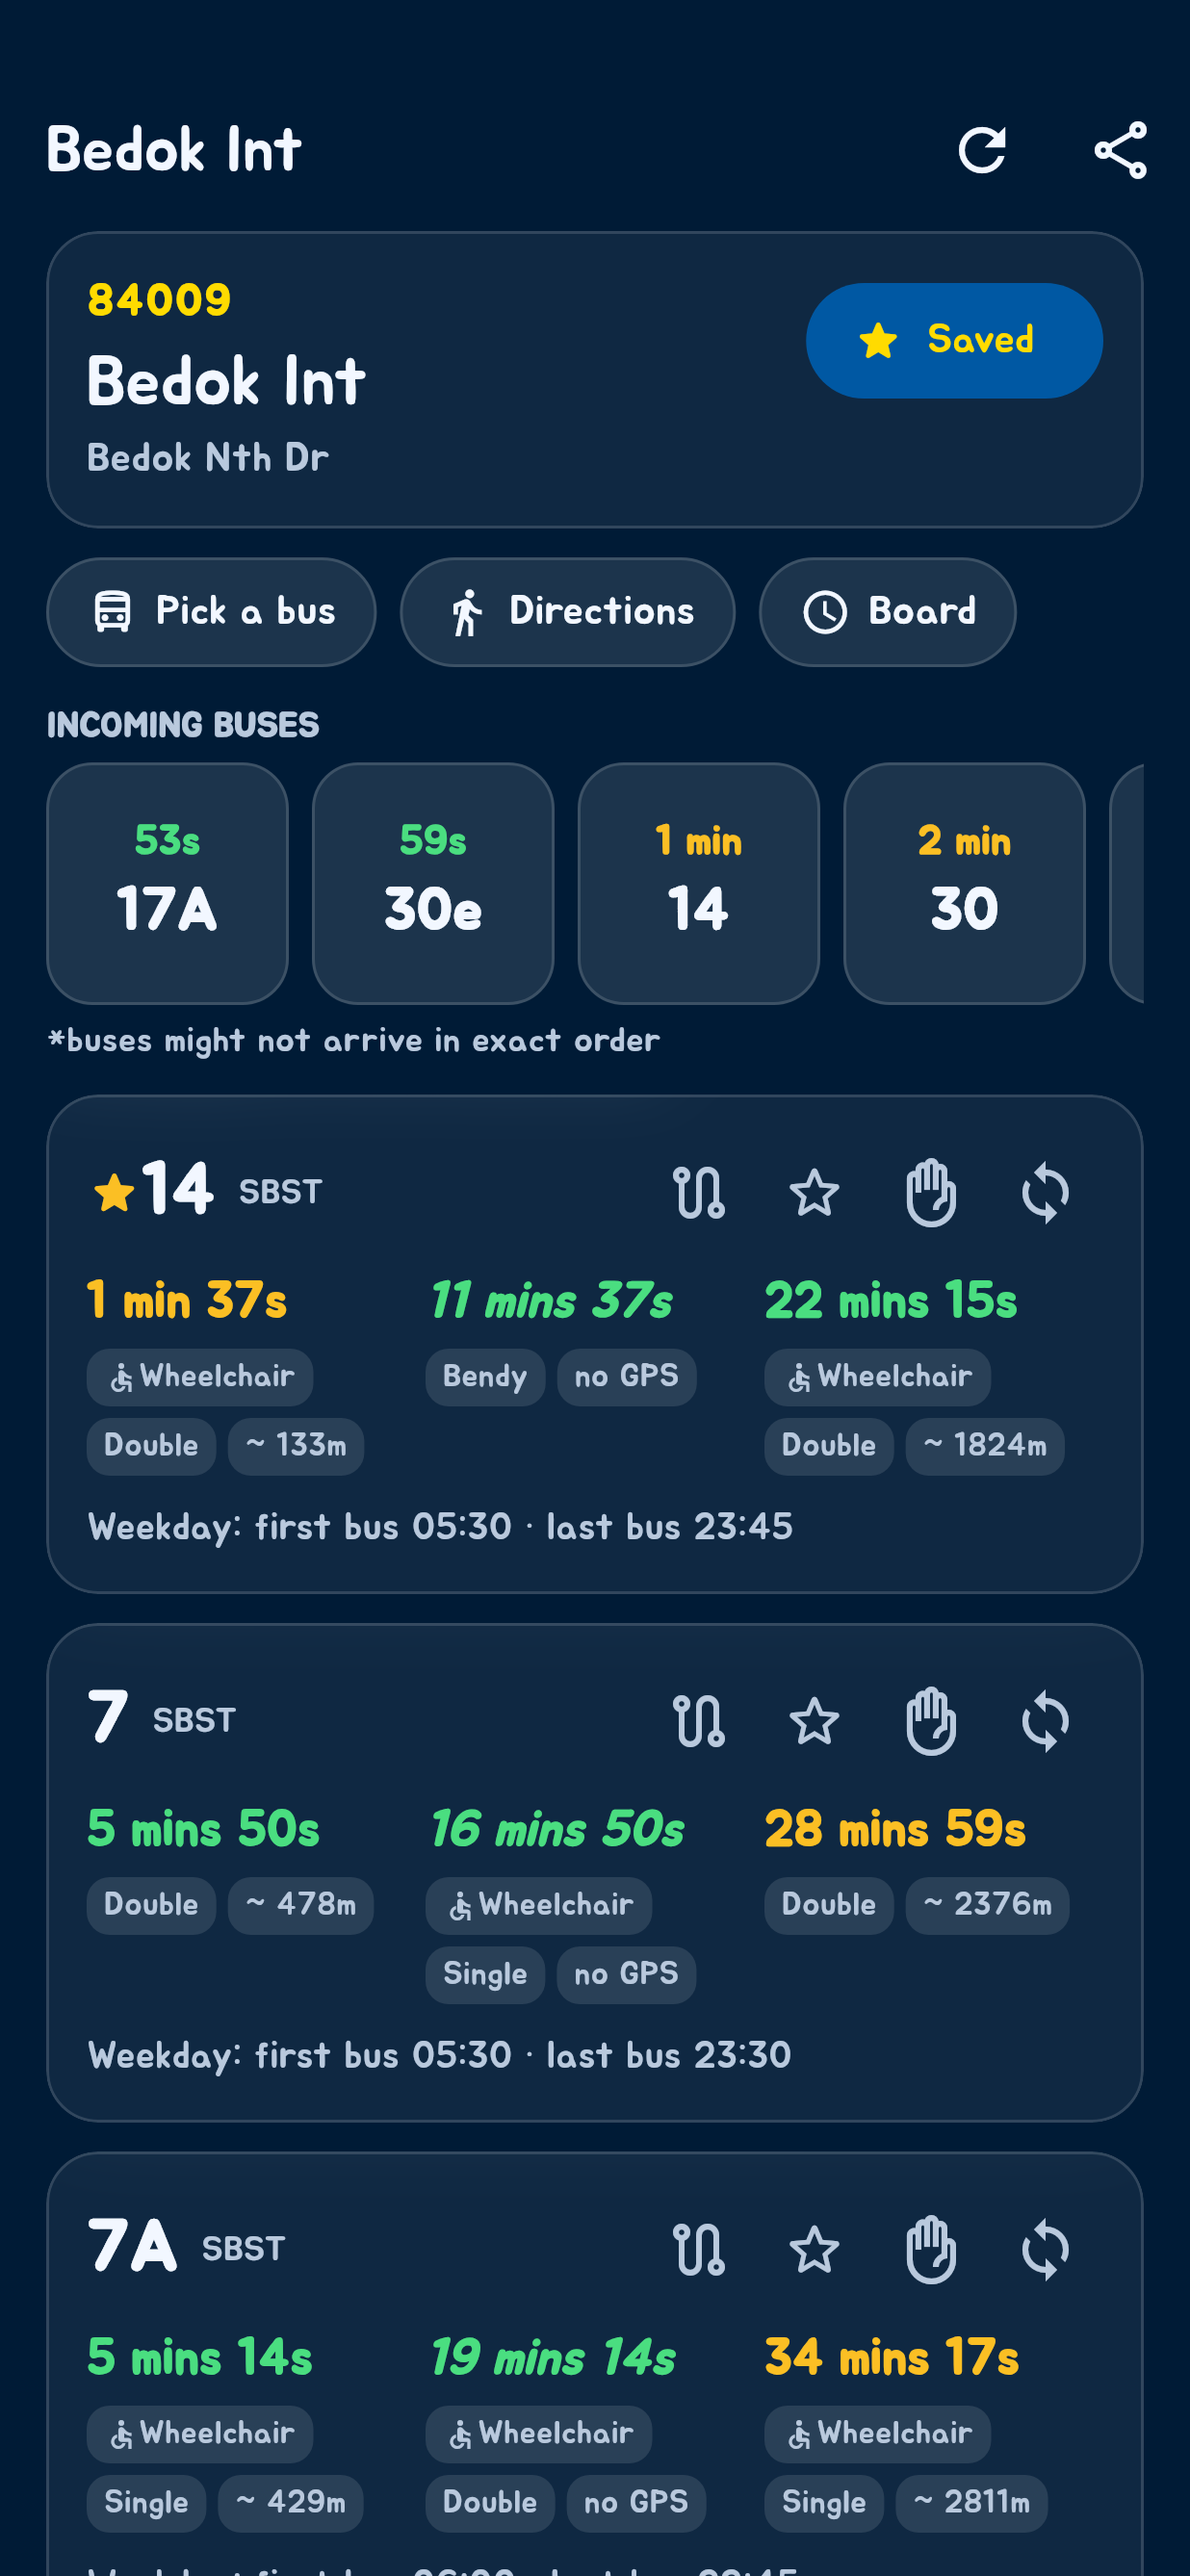 Bedok Int
84009
Bedok Int
Bedok Nth Dr
Saved
Pick a bus
Directions
Board
INCOMING BUSES
53s
17A
59s
30e
1 min
14
2 min
30
*buses might not arrive in exact order
14 SBST
1 min 37s
Wheelchair
Double ~ 133m
11 mins 37s
Bendy no GPS
22 mins 15s
Wheelchair
Double ~ 1824m
Weekday: first bus 05:30 · last bus 23:45
7 SBST
5 mins 50s
Double ~ 478m
16 mins 50s
Wheelchair
Single no GPS
28 mins 59s
Double ~ 2376m
Weekday: first bus 05:30 · last bus 23:30
7A SBST
5 mins 14s
Wheelchair
Single ~ 429m
19 mins 14s
Wheelchair
Double no GPS
34 mins 17s
Wheelchair
Single ~ 2811m